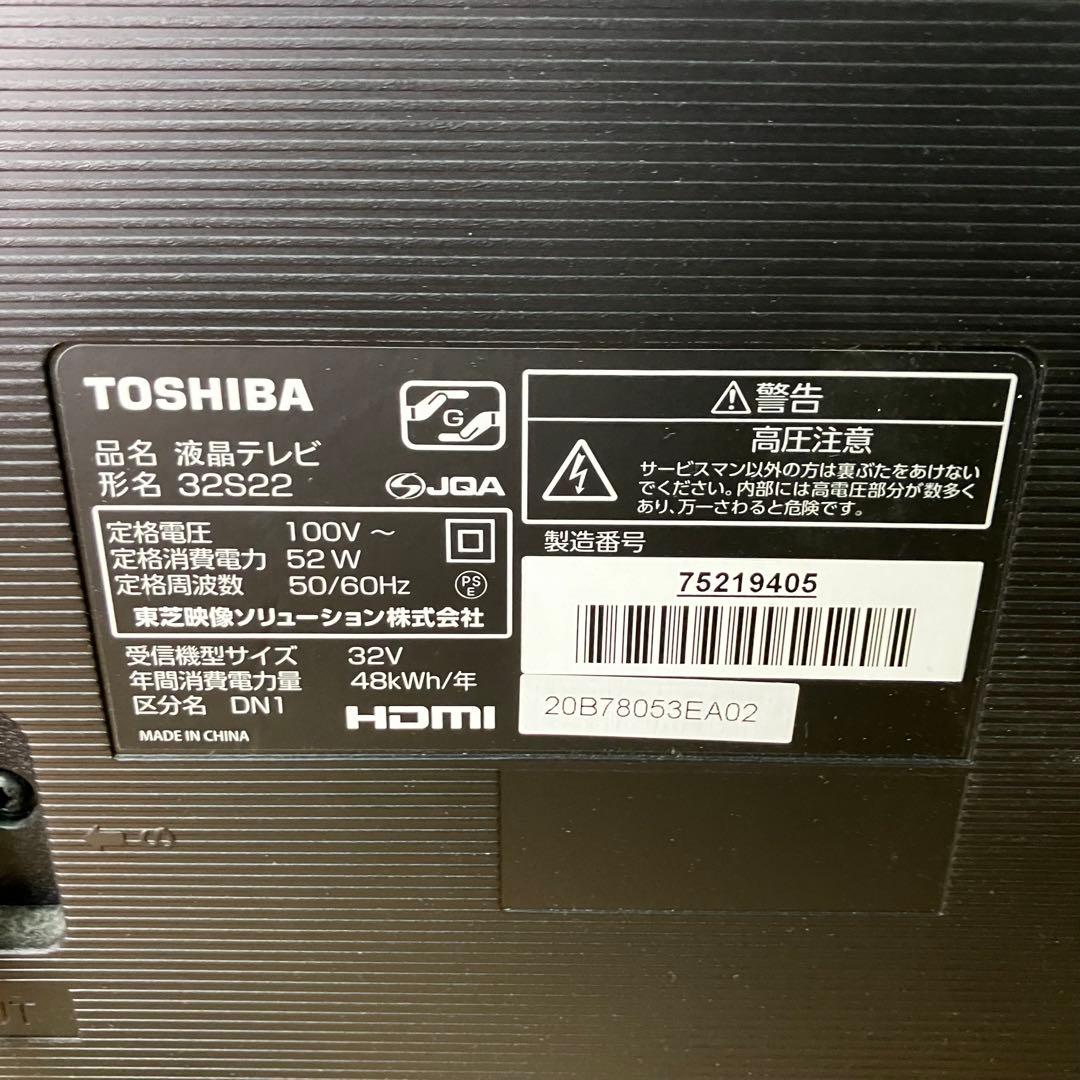 TOSHIBA
G
品名 液晶テレビ
形名 32S22
JQA
定格電圧 100V～
定格消費電力 52W
定格周波数 50/60Hz
PS
E
東芝映像ソリューション株式会社
受信機型サイズ 32V
年間消費電力量 48kWh/年
区分名 DN1
HDMI
MADE IN CHINA
警告
高圧注意
サービスマン以外の方は裏ぶたをあけない
でください。内部には高電圧部分が数多く
あり、万一さわると危険です。
製造番号
75219405
20B78053EA02